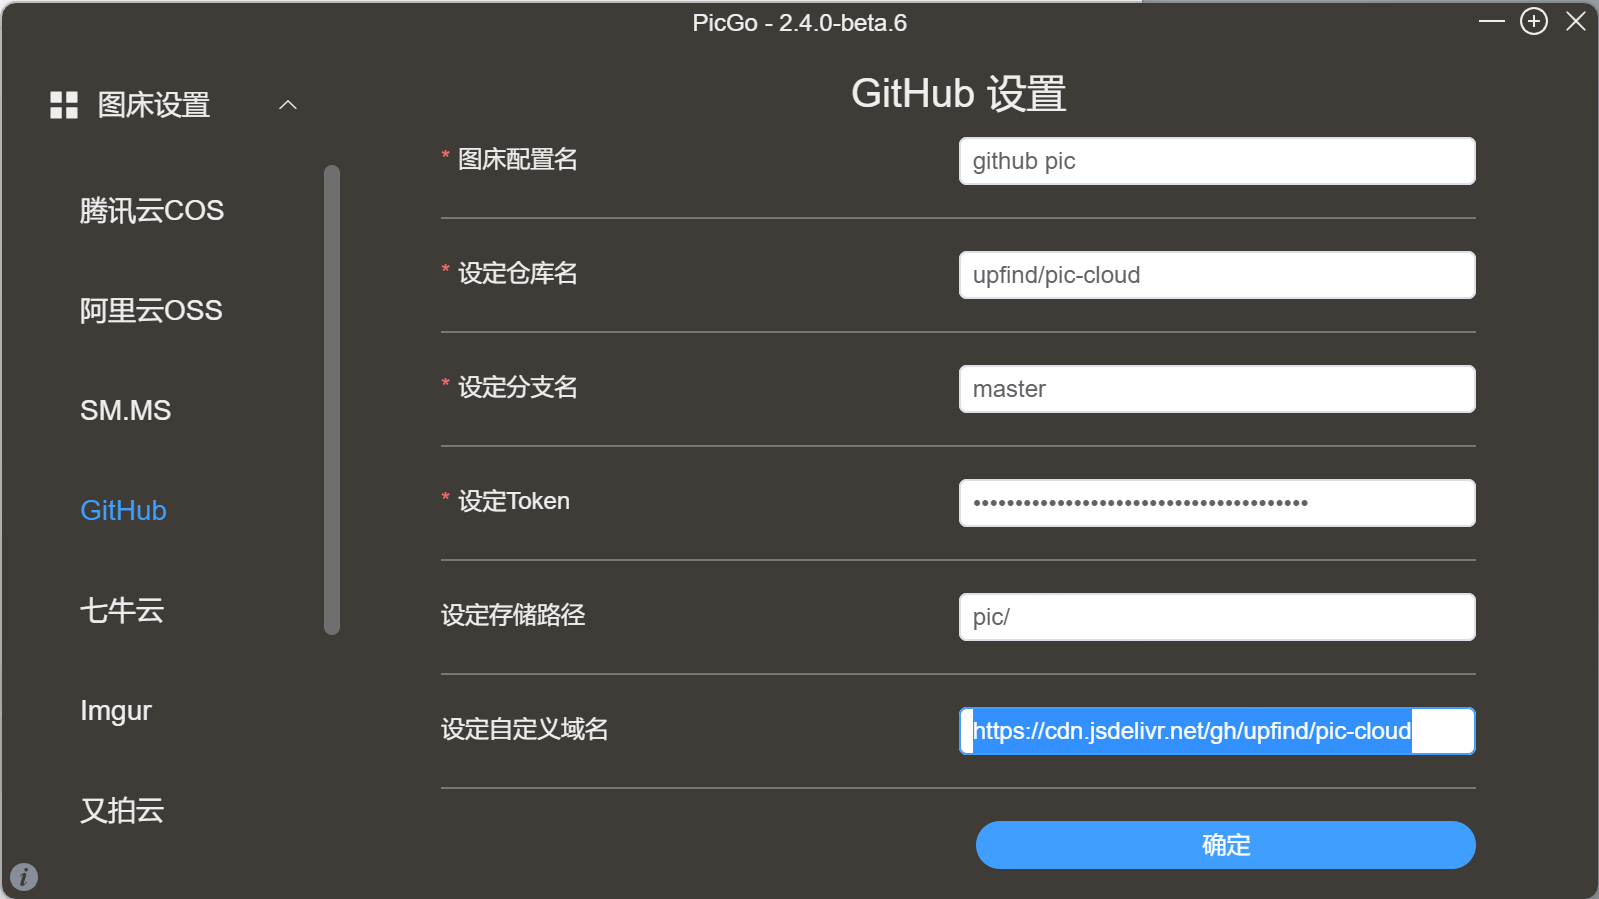 PicGo - 2.4.0-beta.6
图床设置
腾讯云COS
阿里云OSS
SM.MS
GitHub
七牛云
Imgur
又拍云
GitHub 设置
* 图床配置名
github pic
* 设定仓库名
upfind/pic-cloud
* 设定分支名
master
* 设定Token
••••••••••••••••••••••••••••••••••••••••
设定存储路径
pic/
设定自定义域名
https://cdn.jsdelivr.net/gh/upfind/pic-cloud
确定